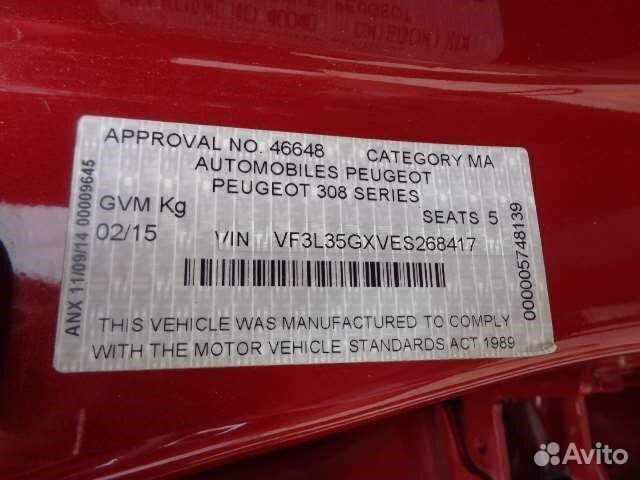 APPROVAL NO. 46648 CATEGORY MA
AUTOMOBILES PEUGEOT
PEUGEOT 308 SERIES
GVM Kg
SEATS 5
02/15 VIN VF3L35GXVES268417
THIS VEHICLE WAS MANUFACTURED TO COMPLY
WITH THE MOTOR VEHICLE STANDARDS ACT 1989
ANX 11/09/14 00009645
000005748139
Avito